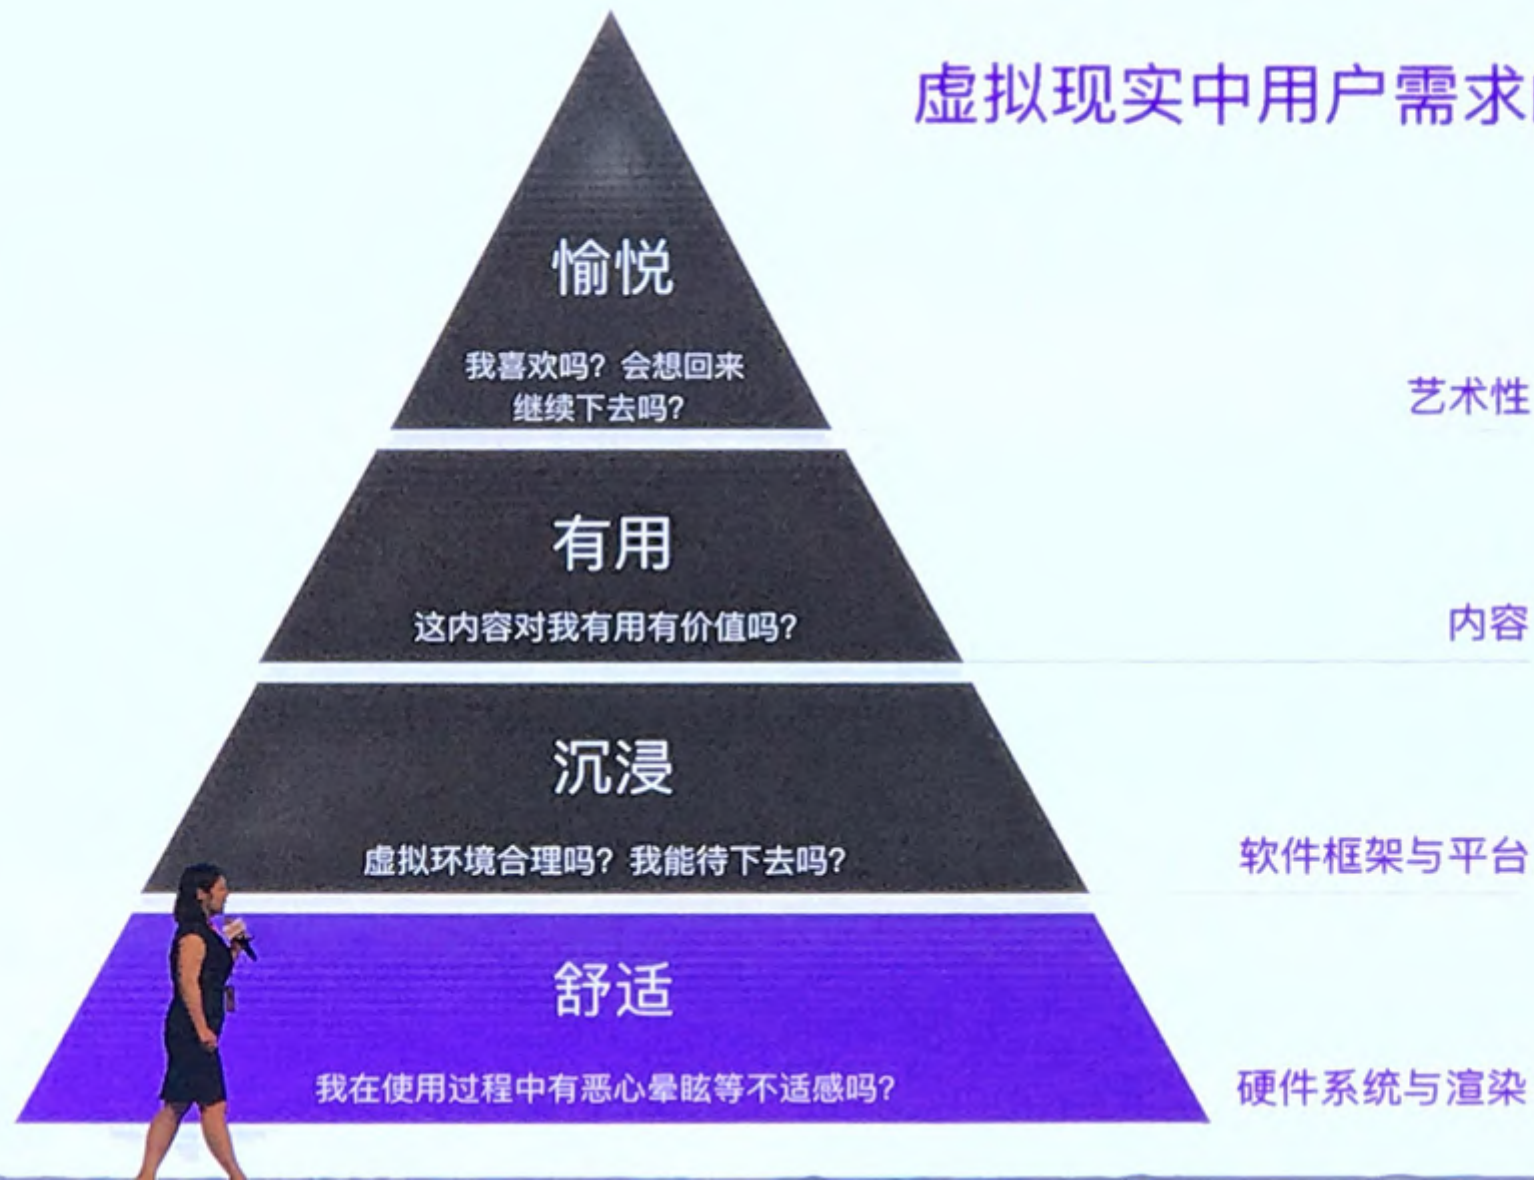 虚拟现实中用户需求
愉悦
我喜欢吗？会想回来
继续下去吗？
艺术性
有用
这内容对我有用有价值吗？
内容
沉浸
虚拟环境合理吗？我能待下去吗？
软件框架与平台
舒适
我在使用过程中有恶心晕眩等不适感吗？
硬件系统与渲染